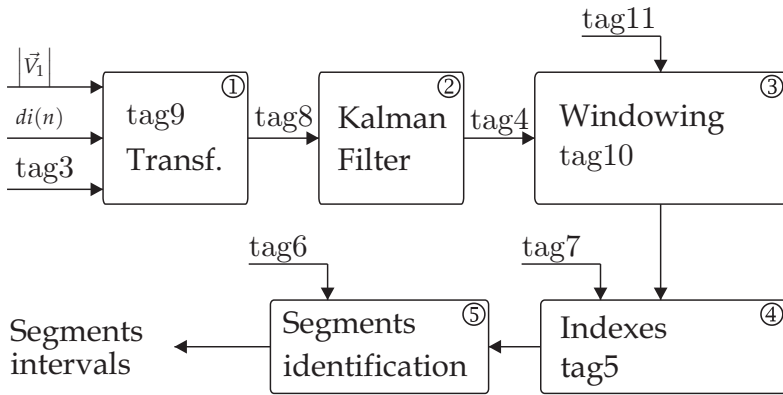 tag11
|V⃗₁|
①
②
③
di(n)
tag9
tag8
Kalman
tag4
Windowing
tag3
Transf.
Filter
tag10
tag6
tag7
⑤
④
Segments
Segments
Indexes
intervals
identification
tag5